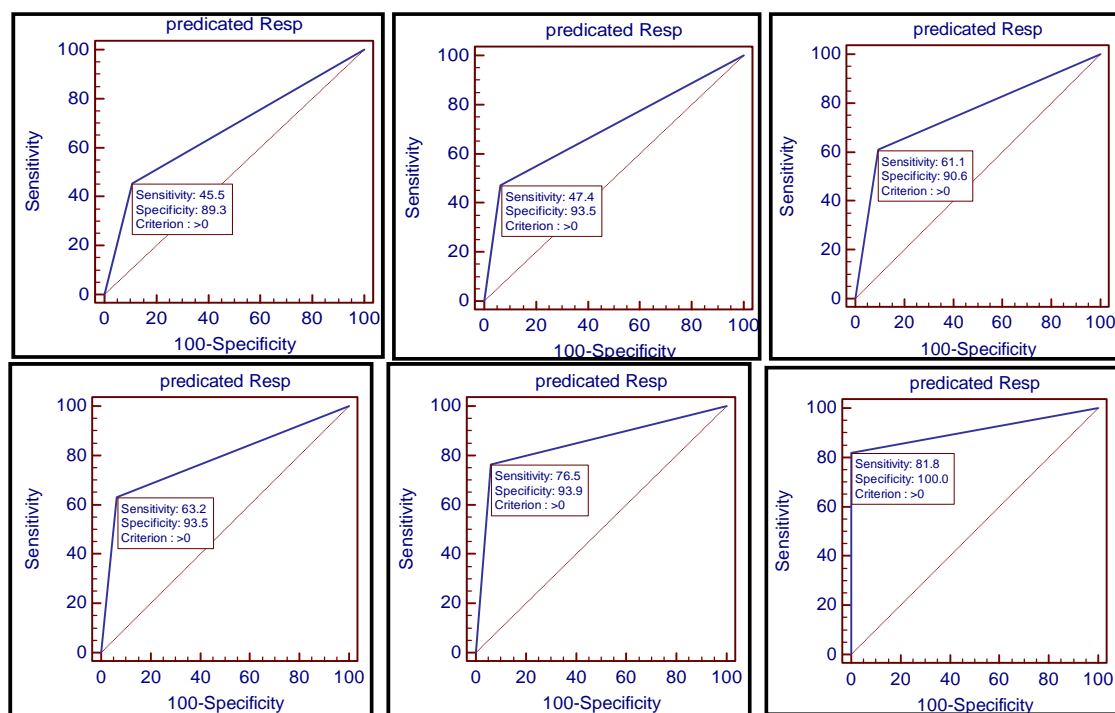 predicated Resp
100
80
60
40
20
0
Sensitivity
Sensitivity: 45.5
Specificity: 89.3
Criterion : >0
0 20 40 60 80 100
100-Specificity
predicated Resp
100
80
60
40
20
0
Sensitivity
Sensitivity: 47.4
Specificity: 93.5
Criterion : >0
0 20 40 60 80 100
100-Specificity
predicated Resp
100
80
60
40
20
0
Sensitivity
Sensitivity: 61.1
Specificity: 90.6
Criterion : >0
0 20 40 60 80 100
100-Specificity
predicated Resp
100
80
60
40
20
0
Sensitivity
Sensitivity: 63.2
Specificity: 93.5
Criterion : >0
0 20 40 60 80 100
100-Specificity
predicated Resp
100
80
60
40
20
0
Sensitivity
Sensitivity: 76.5
Specificity: 93.9
Criterion : >0
0 20 40 60 80 100
100-Specificity
predicated Resp
100
80
60
40
20
0
Sensitivity
Sensitivity: 81.8
Specificity: 100.0
Criterion : >0
0 20 40 60 80 100
100-Specificity